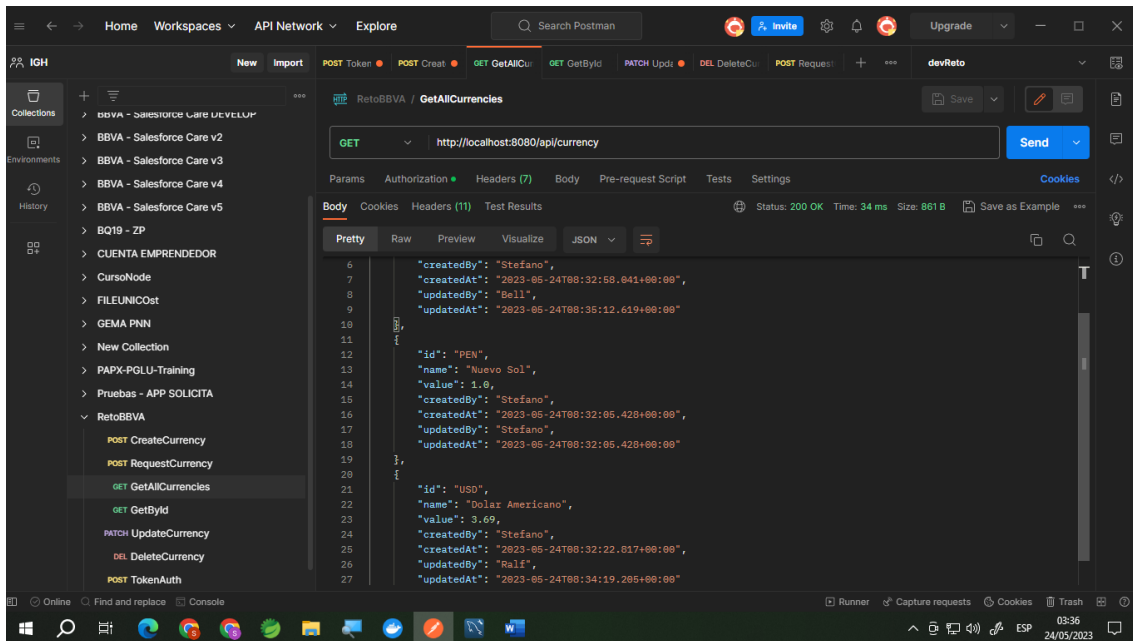 Home Workspaces API Network Explore Search Postman Invite Upgrade
IGH New Import POST Token POST Creat GET GetAllCur GET GetById PATCH Upda DEL DeleteCu POST Request devReto
Collections
Environments
History
BBVA - Salesforce Care DEVELOP
BBVA - Salesforce Care v2
BBVA - Salesforce Care v3
BBVA - Salesforce Care v4
BBVA - Salesforce Care v5
BQ19 - ZP
CUENTA EMPRENDEDOR
CursoNode
FILEUNICOst
GEMA PNN
New Collection
PAPX-PGLU-Training
Pruebas - APP SOLICITA
RetoBBVA
POST CreateCurrency
POST RequestCurrency
GET GetAllCurrencies
GET GetById
PATCH UpdateCurrency
DEL DeleteCurrency
POST TokenAuth
HTTP RetoBBVA / GetAllCurrencies Save
GET http://localhost:8080/api/currency Send
Params Authorization Headers (7) Body Pre-request Script Tests Settings Cookies
Body Cookies Headers (11) Test Results Status: 200 OK Time: 34 ms Size: 861 B Save as Example
Pretty Raw Preview Visualize JSON
6 "createdBy": "Stefano",
7 "createdAt": "2023-05-24T08:32:58.041+00:00",
8 "updatedBy": "Bell",
9 "updatedAt": "2023-05-24T08:35:12.619+00:00"
10 },
11 {
12 "id": "PEN",
13 "name": "Nuevo Sol",
14 "value": 1.0,
15 "createdBy": "Stefano",
16 "createdAt": "2023-05-24T08:32:05.428+00:00",
17 "updatedBy": "Stefano",
18 "updatedAt": "2023-05-24T08:32:05.428+00:00"
19 },
20 {
21 "id": "USD",
22 "name": "Dolar Americano",
23 "value": 3.69,
24 "createdBy": "Stefano",
25 "createdAt": "2023-05-24T08:32:22.817+00:00",
26 "updatedBy": "Ralf",
27 "updatedAt": "2023-05-24T08:34:19.205+00:00"
Online Find and replace Console Runner Capture requests Cookies Trash
ESP 03:36
24/05/2023